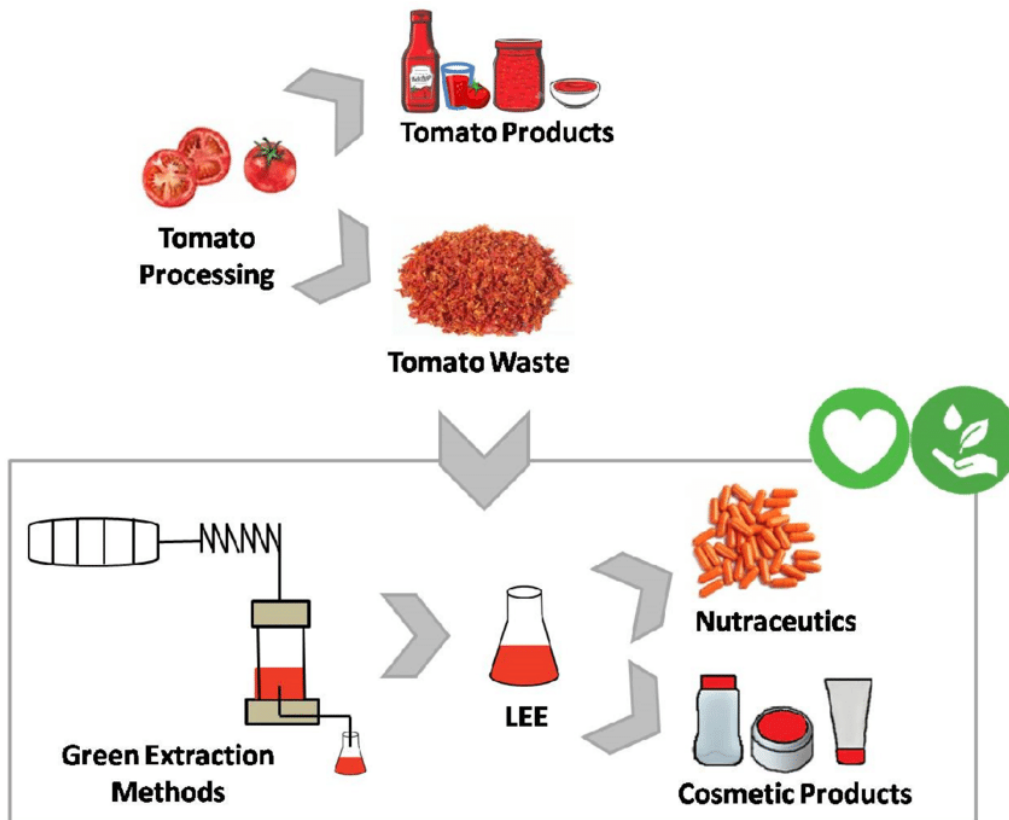 Tomato Products
Tomato
Processing
Tomato Waste
Nutraceutics
LEE
Green Extraction
Methods
Cosmetic Products